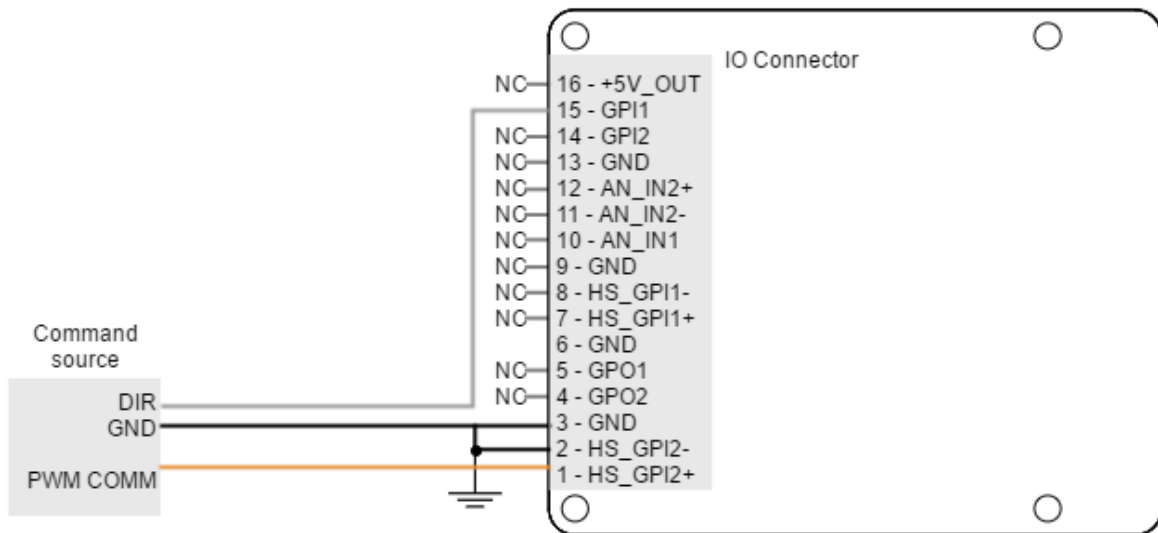 IO Connector
NC 16 - +5V_OUT
15 - GPI1
NC 14 - GPI2
NC 13 - GND
NC 12 - AN_IN2+
NC 11 - AN_IN2-
NC 10 - AN_IN1
NC 9 - GND
NC 8 - HS_GPI1-
NC 7 - HS_GPI1+
6 - GND
NC 5 - GPO1
NC 4 - GPO2
3 - GND
2 - HS_GPI2-
1 - HS_GPI2+
Command
source
DIR
GND
PWM COMM